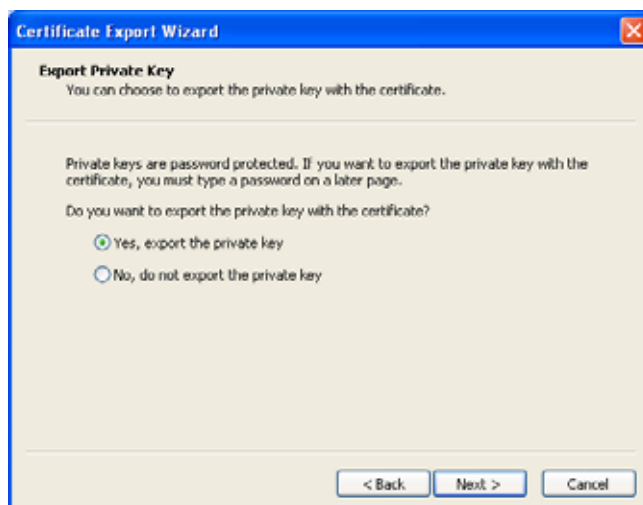 Certificate Export Wizard
Export Private Key
You can choose to export the private key with the certificate.
Private keys are password protected. If you want to export the private key with the
certificate, you must type a password on a later page.
Do you want to export the private key with the certificate?
Yes, export the private key
No, do not export the private key
< Back
Next >
Cancel